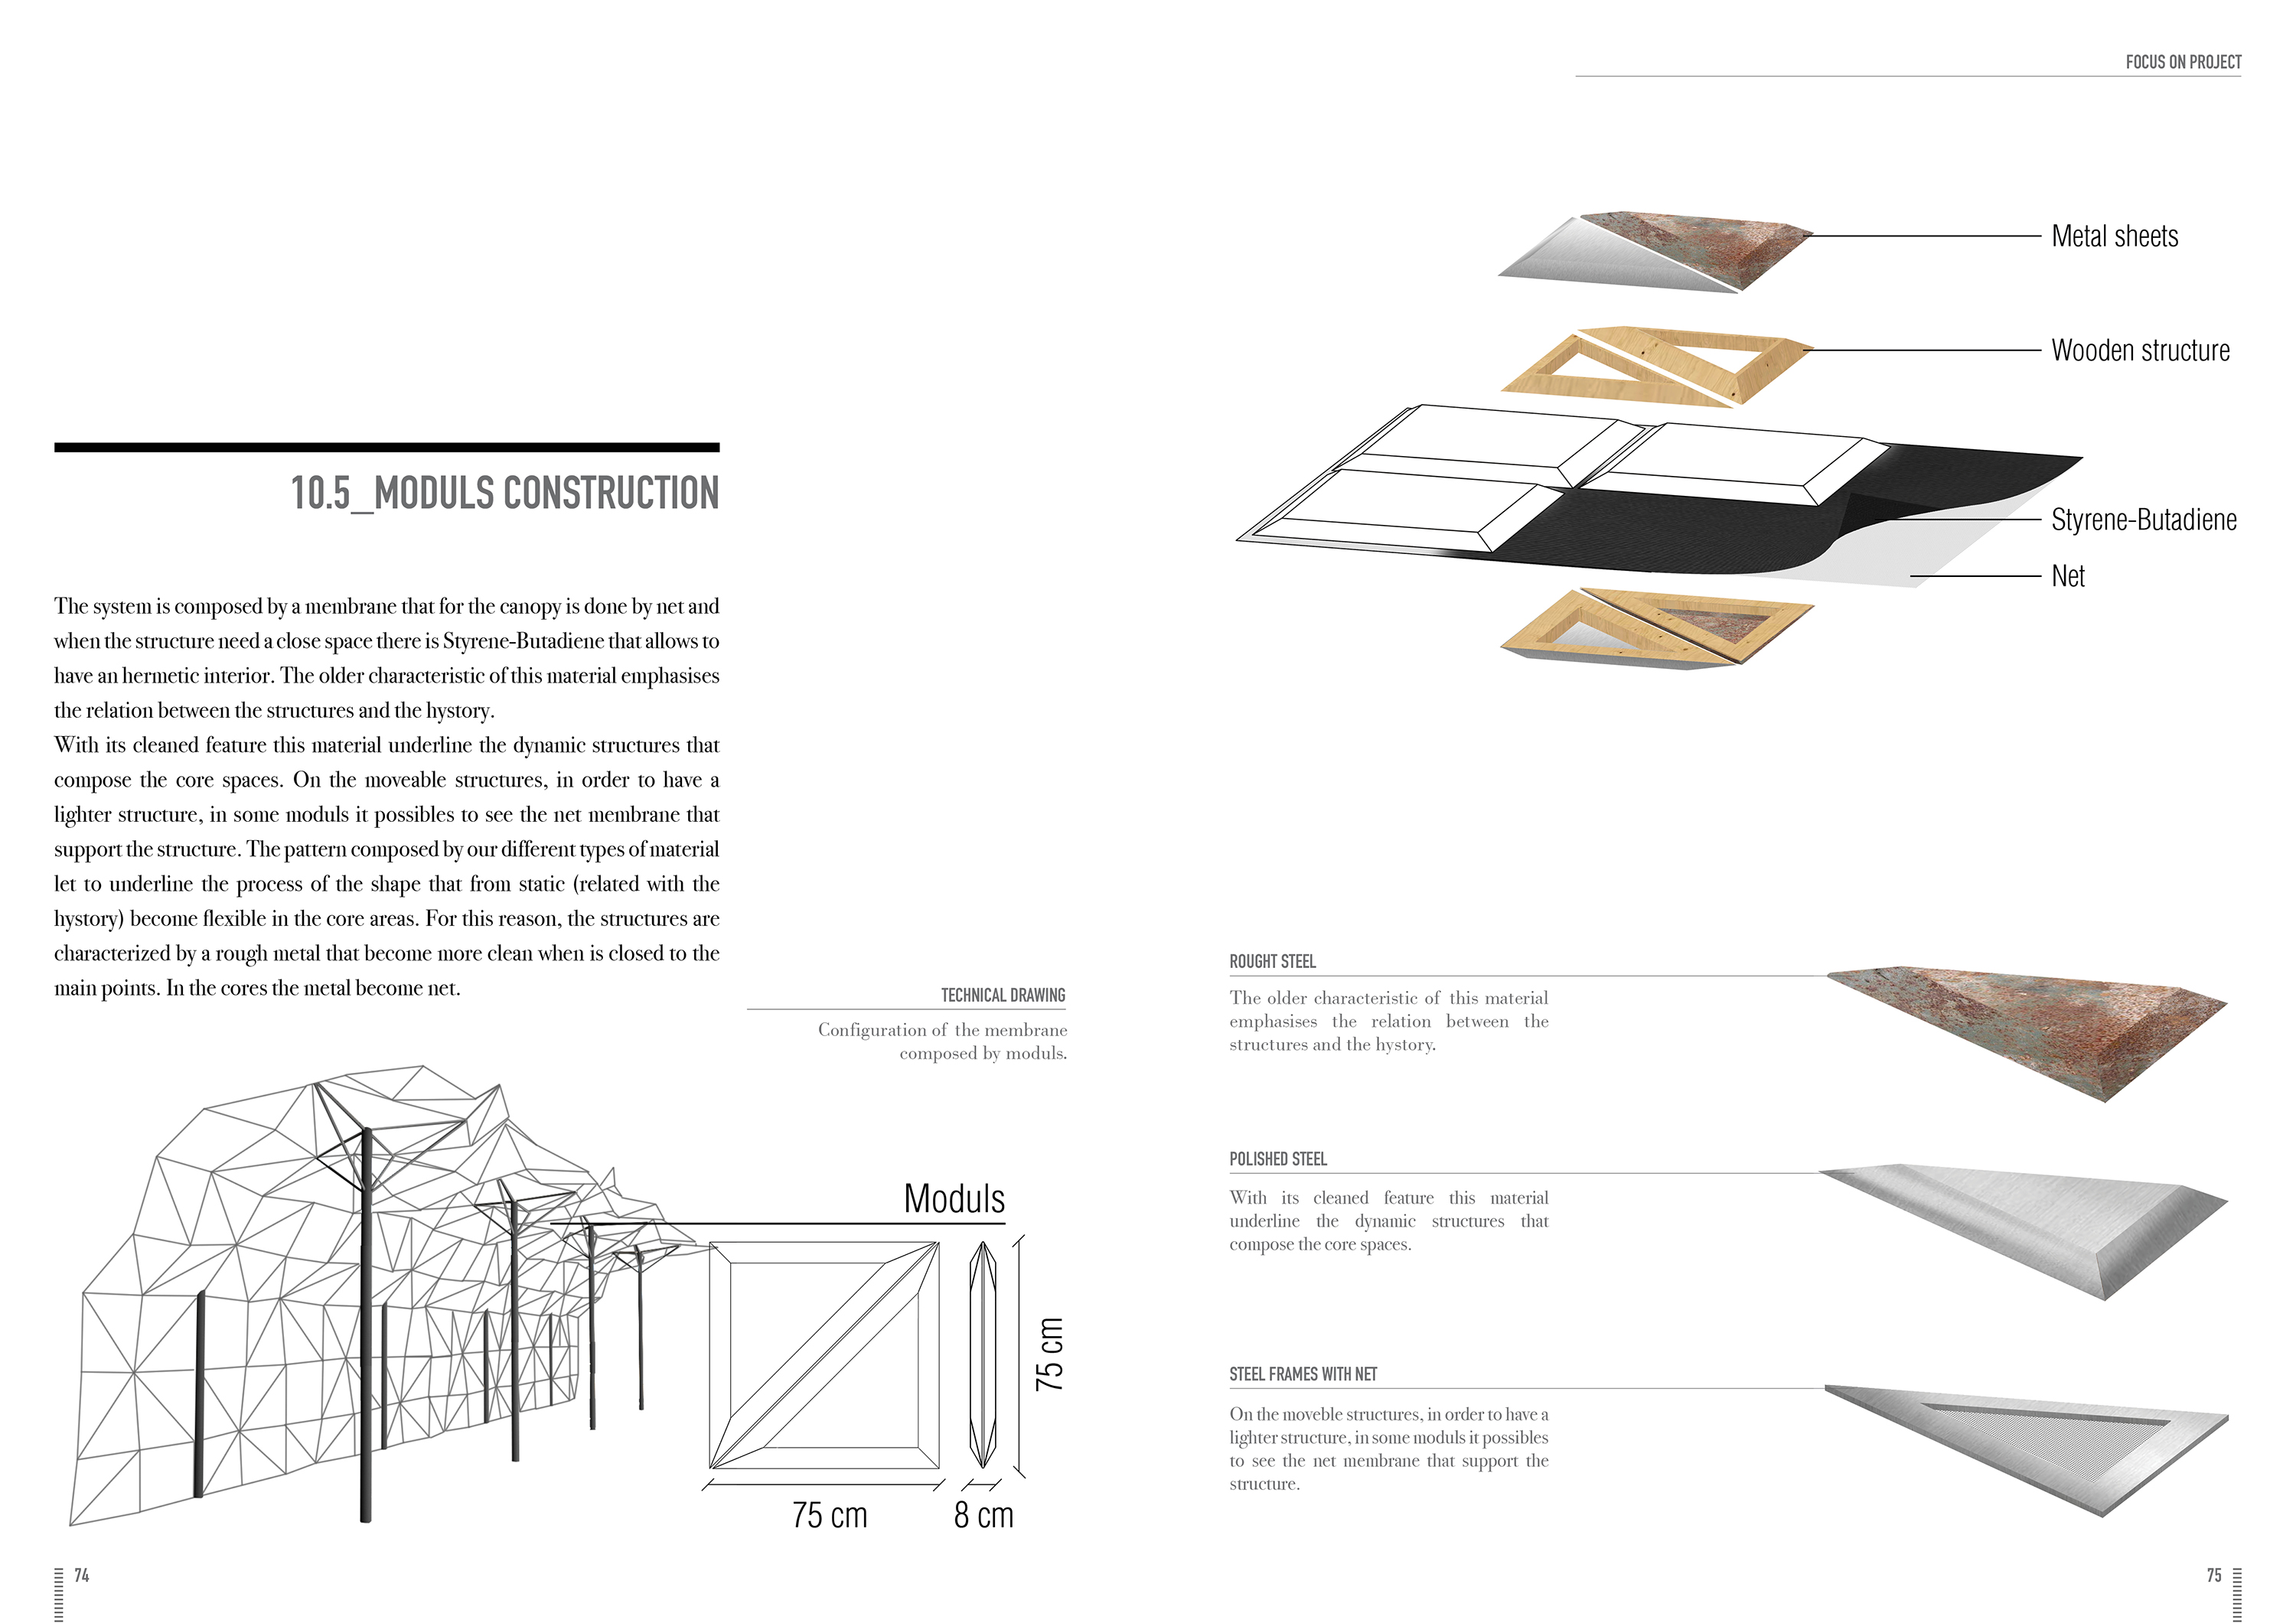 FOCUS ON PROJECT
10.5_MODULS CONSTRUCTION
The system is composed by a membrane that for the canopy is done by net and
when the structure need a close space there is Styrene-Butadiene that allows to
have an hermetic interior. The older characteristic of this material emphasises
the relation between the structures and the hystory.
With its cleaned feature this material underline the dynamic structures that
compose the core spaces. On the moveable structures, in order to have a
lighter structure, in some moduls it possibles to see the net membrane that
support the structure. The pattern composed by our different types of material
let to underline the process of the shape that from static (related with the
hystory) become flexible in the core areas. For this reason, the structures are
characterized by a rough metal that become more clean when is closed to the
main points. In the cores the metal become net.
TECHNICAL DRAWING
Configuration of the membrane
composed by moduls.
Moduls
75 cm
75 cm
8 cm
74
Metal sheets
Wooden structure
Styrene-Butadiene
Net
ROUGHT STEEL
The older characteristic of this material
emphasises the relation between the
structures and the hystory.
POLISHED STEEL
With its cleaned feature this material
underline the dynamic structures that
compose the core spaces.
STEEL FRAMES WITH NET
On the moveble structures, in order to have a
lighter structure, in some moduls it possibles
to see the net membrane that support the
structure.
75